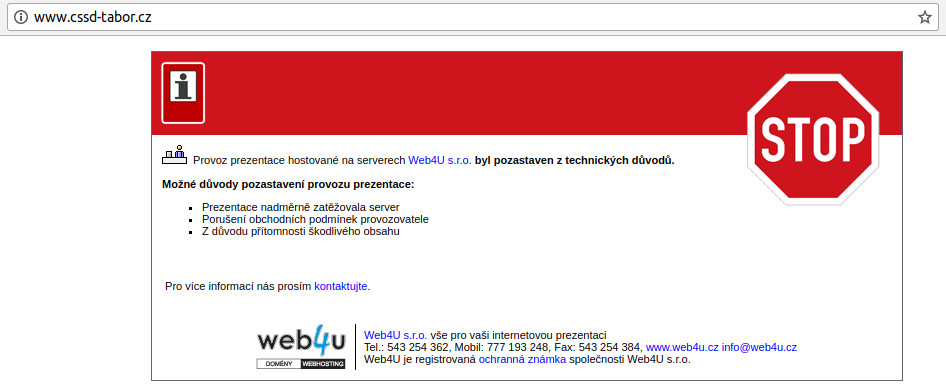 www.cssd-tabor.cz
STOP
Provoz prezentace hostované na serverech Web4U s.r.o. byl pozastaven z technických důvodů.
Možné důvody pozastavení provozu prezentace:
Prezentace nadměrně zatěžovala server
Porušení obchodních podmínek provozovatele
Z důvodu přítomnosti škodlivého obsahu
Pro více informací nás prosím kontaktujte.
web4u
DOMÉNY WEBHOSTING
Web4U s.r.o. vše pro vaši internetovou prezentaci
Tel.: 543 254 362, Mobil: 777 193 248, Fax: 543 254 384, www.web4u.cz info@web4u.cz
Web4U je registrovaná ochranná známka společnosti Web4U s.r.o.